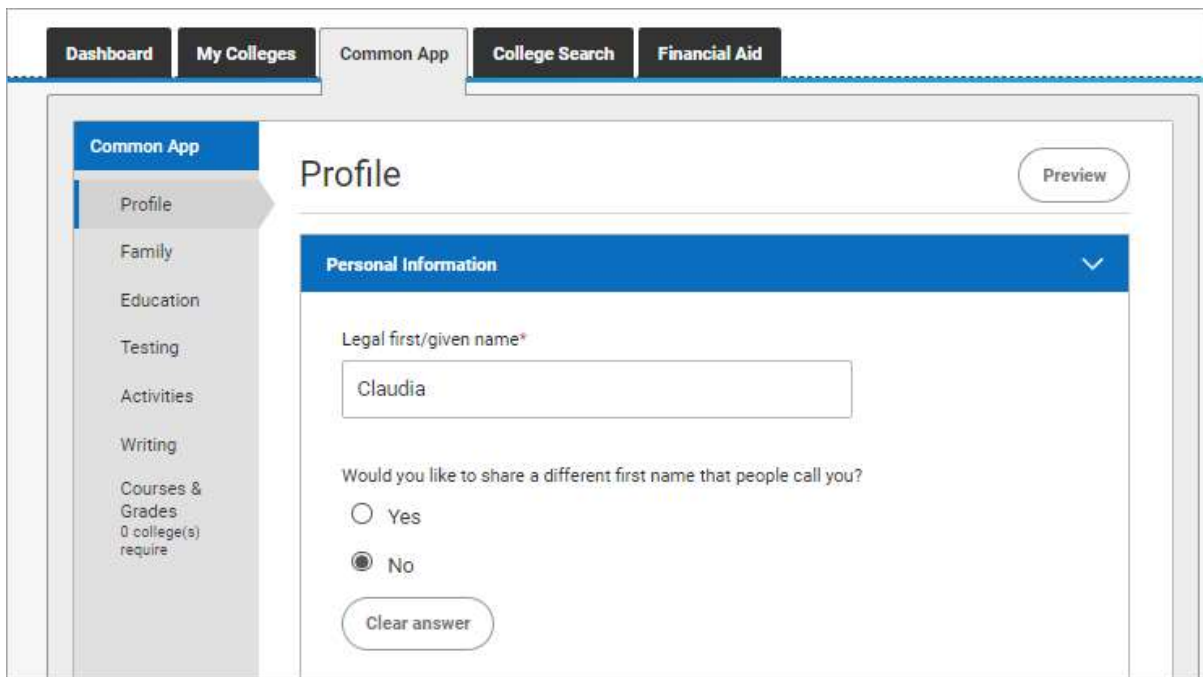 Dashboard
My Colleges
Common App
College Search
Financial Aid
Common App
Profile
Family
Education
Testing
Activities
Writing
Courses &
Grades
0 college(s)
require
Profile
Preview
Personal Information
Legal first/given name*
Claudia
Would you like to share a different first name that people call you?
Yes
No
Clear answer